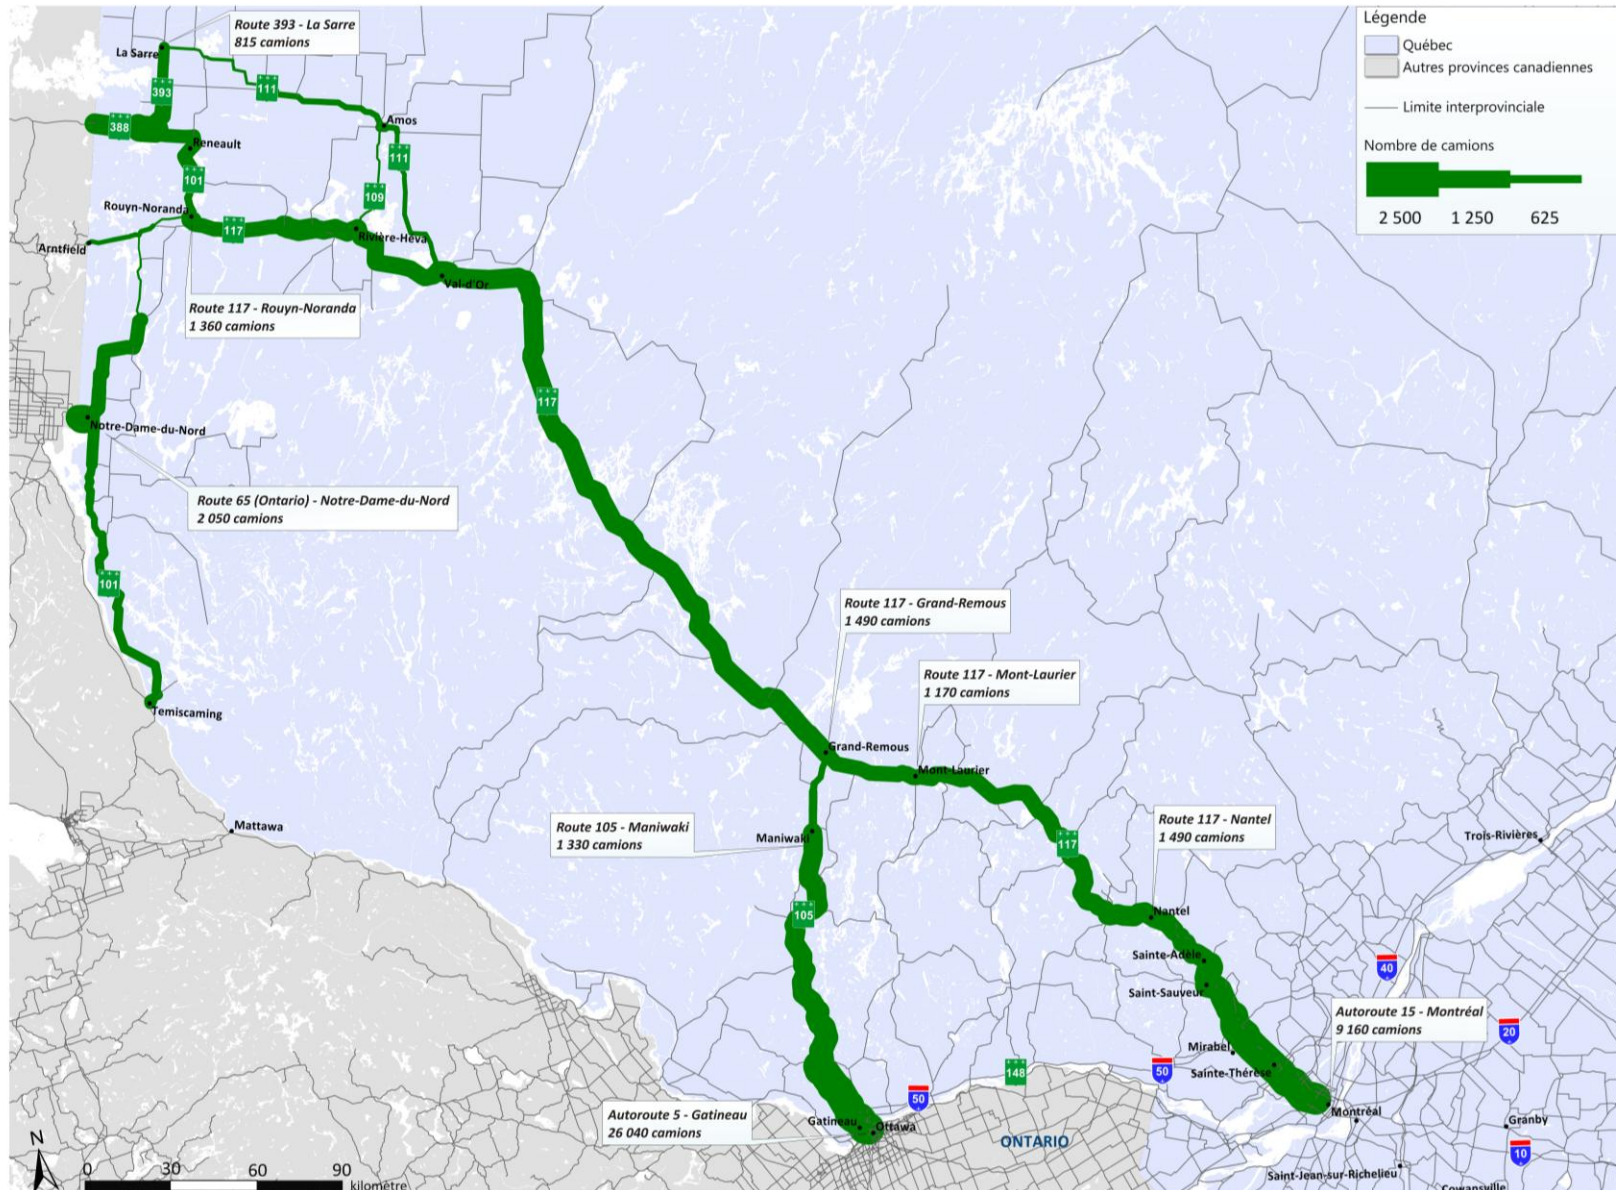 Route 393 - La Sarre
815 camions
La Sarre
393
111
388
Amos
Reneault
111
101
109
Rouyn-Noranda
117
Rivière-Héva
Arntfield
Val-d'Or
Route 117 - Rouyn-Noranda
1 360 camions
117
Notre-Dame-du-Nord
Route 65 (Ontario) - Notre-Dame-du-Nord
2 050 camions
101
Temiscaming
Route 117 - Grand-Remous
1 490 camions
Route 117 - Mont-Laurier
1 170 camions
Grand-Remous
Mont-Laurier
Mattawa
Route 105 - Maniwaki
1 330 camions
Maniwaki
117
Route 117 - Nantel
1 490 camions
Trois-Rivières
105
Nantel
Sainte-Adèle
40
Saint-Sauveur
Autoroute 15 - Montréal
9 160 camions
20
Mirabel
Sainte-Thérèse
50
148
50
Montréal
Autoroute 5 - Gatineau
26 040 camions
Gatineau
Ottawa
ONTARIO
Granby
10
Saint-Jean-sur-Richelieu
Cowansville
N
0 30 60 90
kilomètre
Légende
Québec
Autres provinces canadiennes
Limite interprovinciale
Nombre de camions
2 500 1 250 625